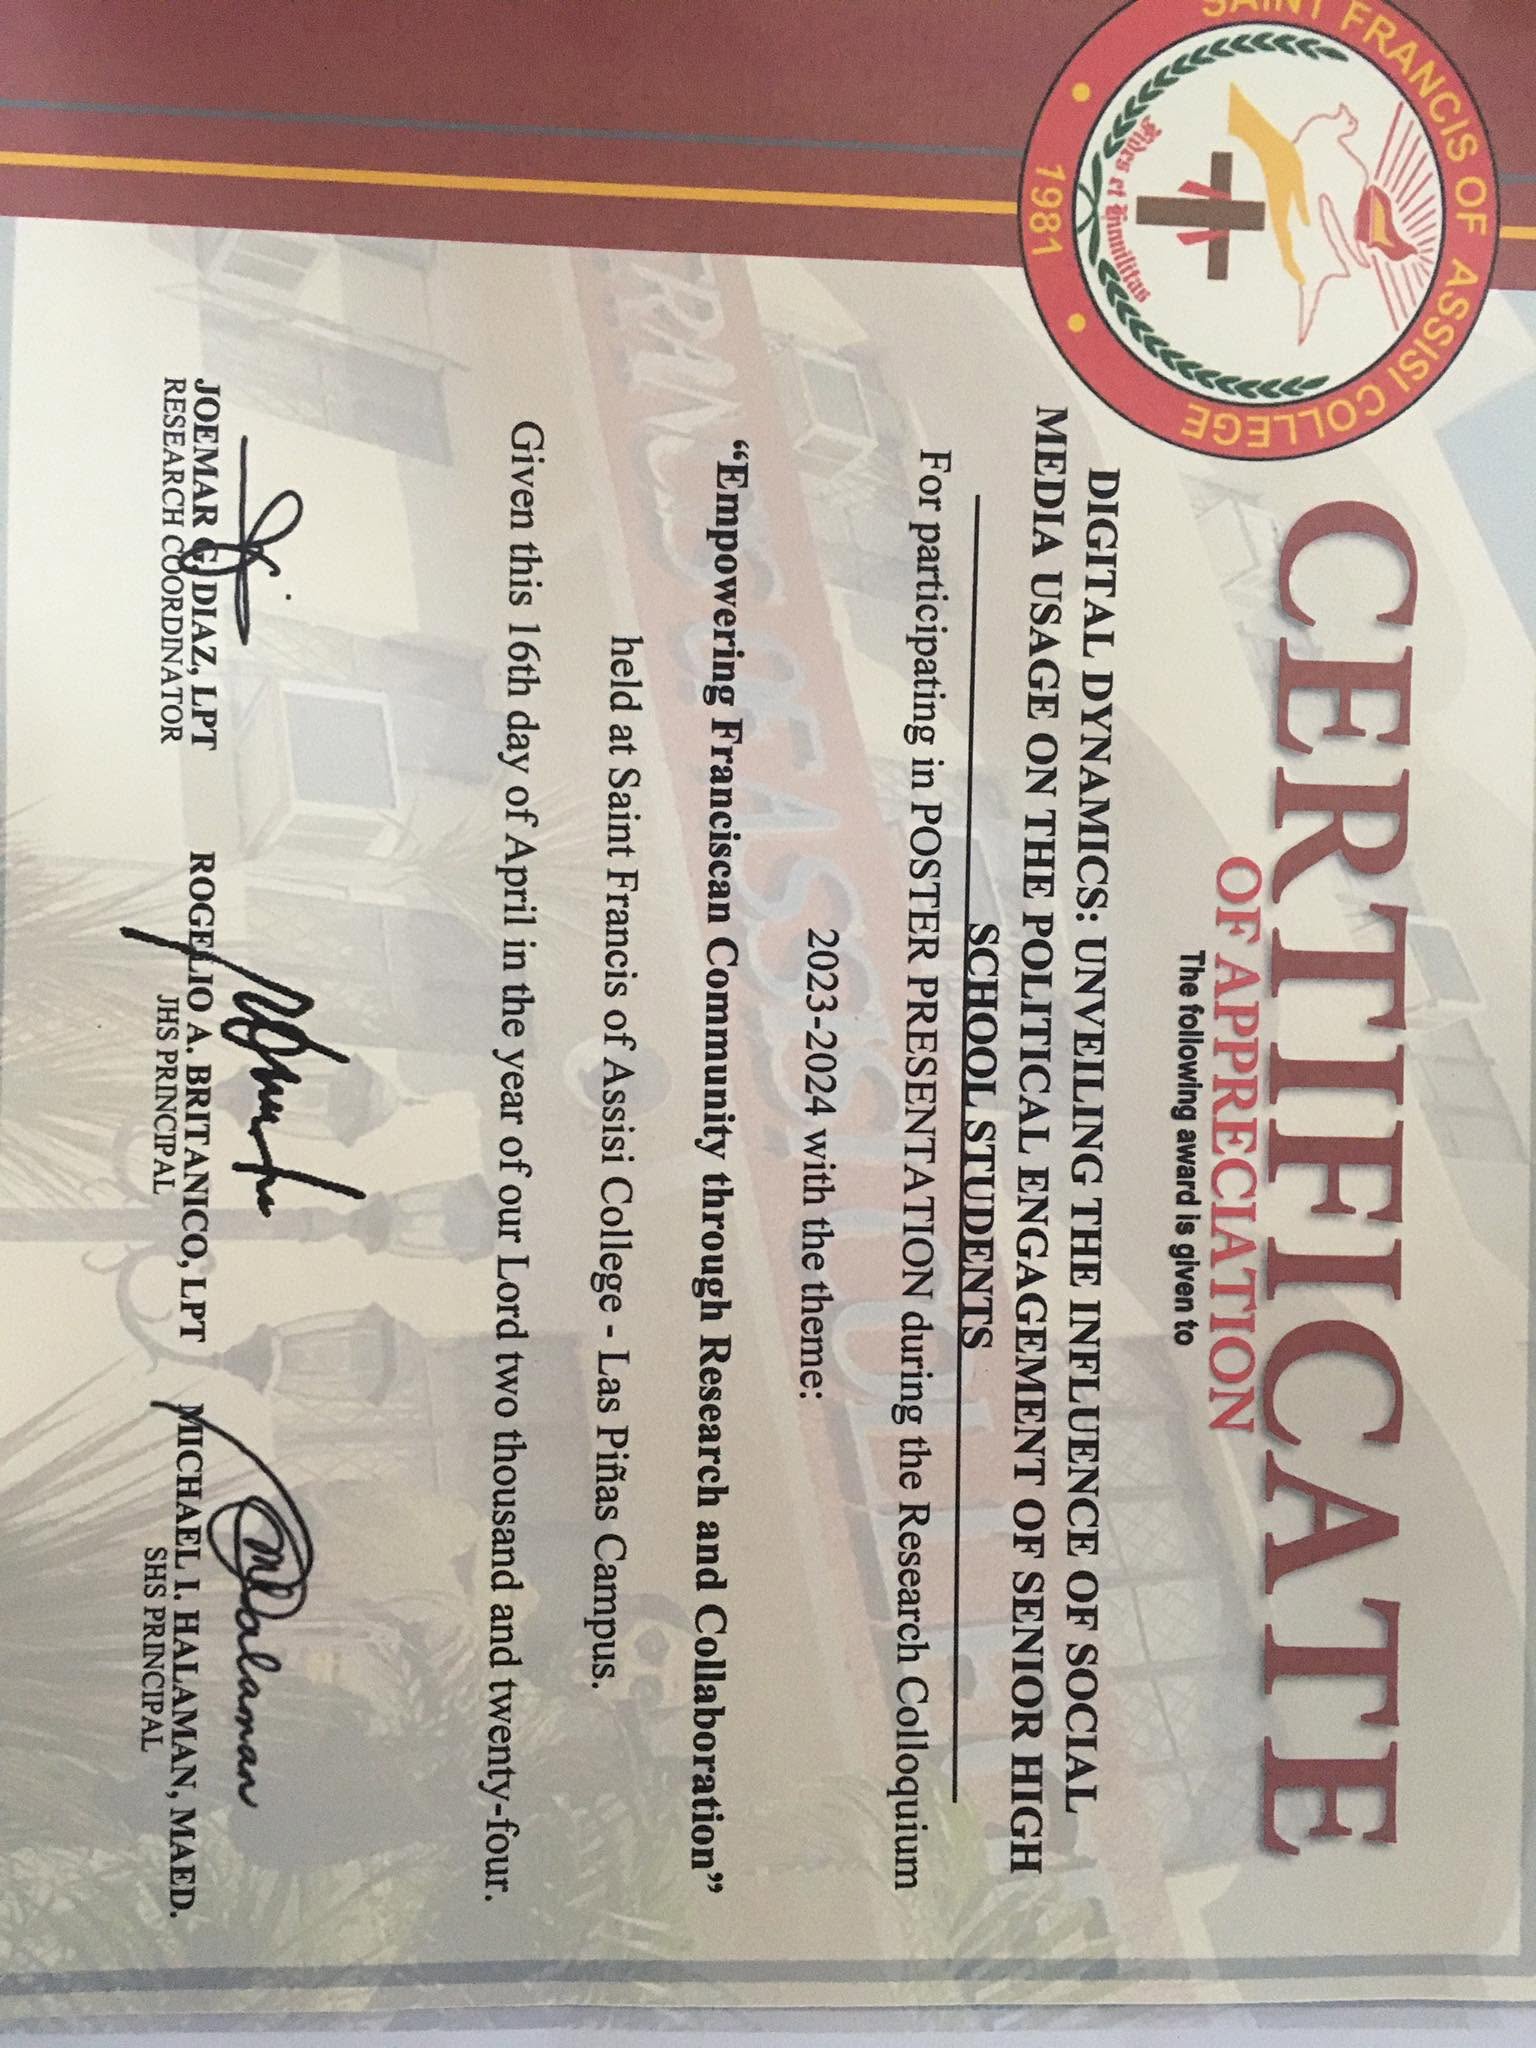 SAINT FRANCIS OF ASSISI COLLEGE
Fides et Humilitas
1981
CERTIFICATE
OF APPRECIATION
The following award is given to
DIGITAL DYNAMICS: UNVEILING THE INFLUENCE OF SOCIAL
MEDIA USAGE ON THE POLITICAL ENGAGEMENT OF SENIOR HIGH
SCHOOL STUDENTS
For participating in POSTER PRESENTATION during the Research Colloquium
2023-2024 with the theme:
“Empowering Franciscan Community through Research and Collaboration”
held at Saint Francis of Assisi College - Las Piñas Campus.
Given this 16th day of April in the year of our Lord two thousand and twenty-four.
JOEMAR G. DIAZ, LPT
RESEARCH COORDINATOR
ROGELIO A. BRITANICO, LPT
JHS PRINCIPAL
MICHAEL I. HALAMAN, MAED.
SHS PRINCIPAL